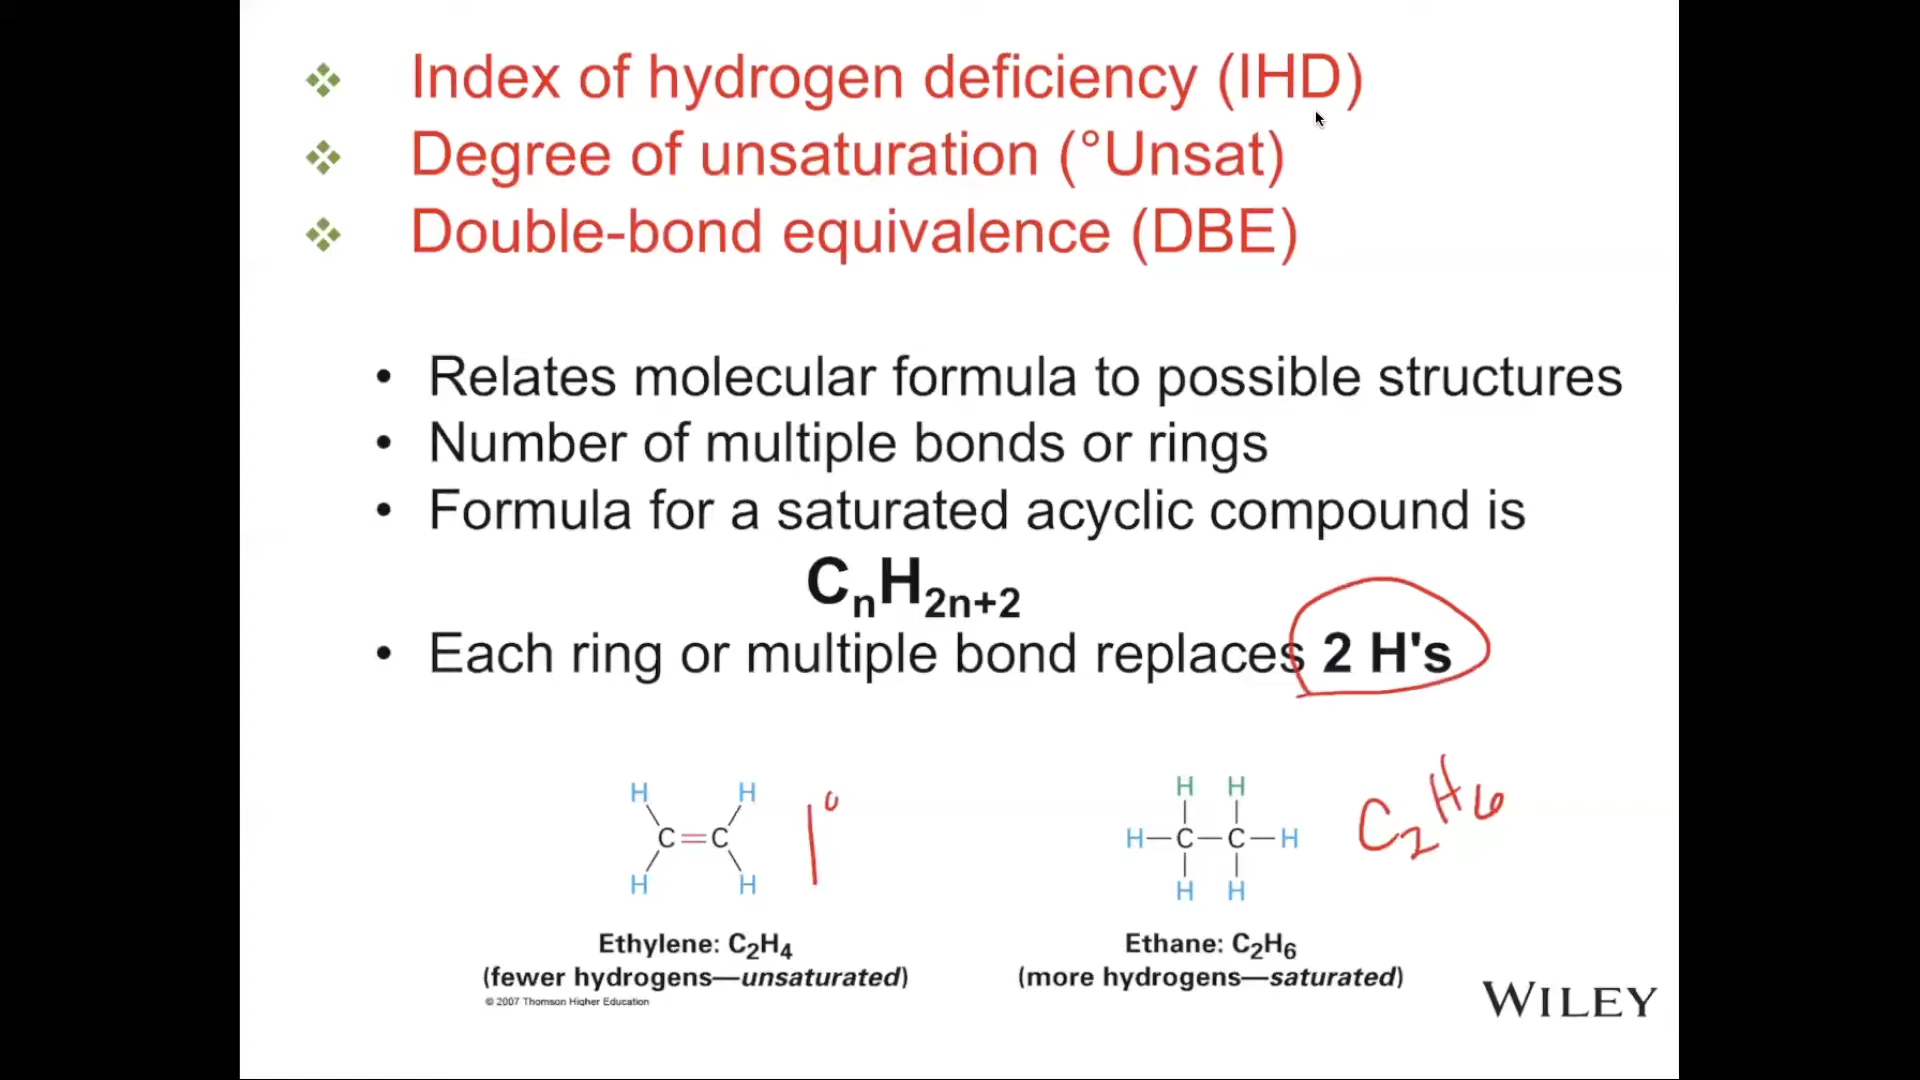 Index of hydrogen deficiency (IHD)
Degree of unsaturation (°Unsat)
Double-bond equivalence (DBE)
• Relates molecular formula to possible structures
• Number of multiple bonds or rings
• Formula for a saturated acyclic compound is
CnH2n+2
• Each ring or multiple bond replaces 2 H's
H H
C=C
H H
1°
H H
H—C—C—H
H H
C2H6
Ethylene: C2H4
(fewer hydrogens—unsaturated)
© 2007 Thomson Higher Education
Ethane: C2H6
(more hydrogens—saturated)
WILEY